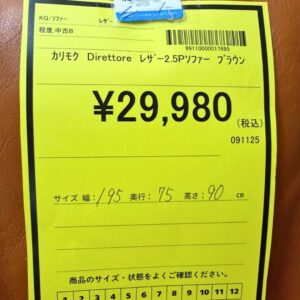 KG/ソファー
程度:中古B
99110000017695
カリモク Direttore レザー2.5Pソファー ブラウン
¥29,980
(税込)
091125
サイズ 幅:195 奥行:75 高さ:90 cm
商品のサイズ・状態をよくご確認ください。
1 2 3 4 5 6 7 8 9 10 11 12